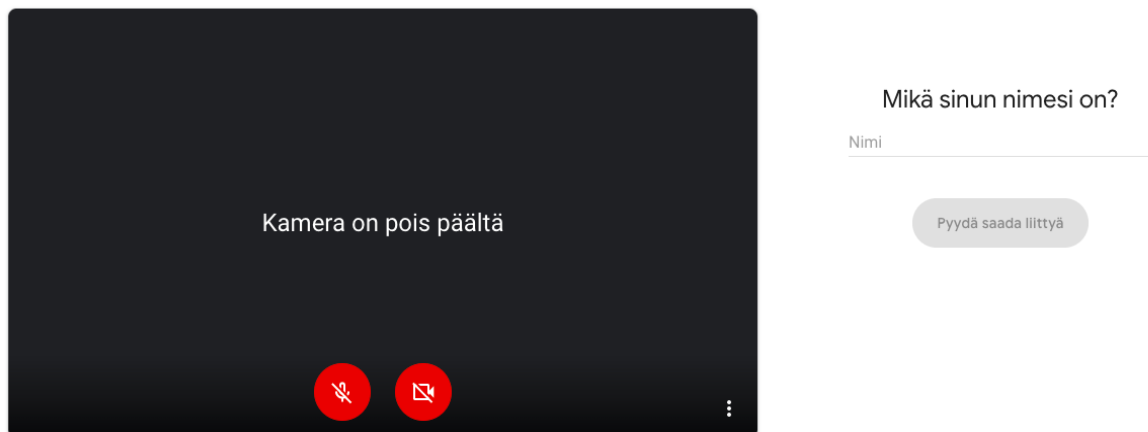 Kamera on pois päältä
Mikä sinun nimesi on?
Nimi
Pyydä saada liittyä